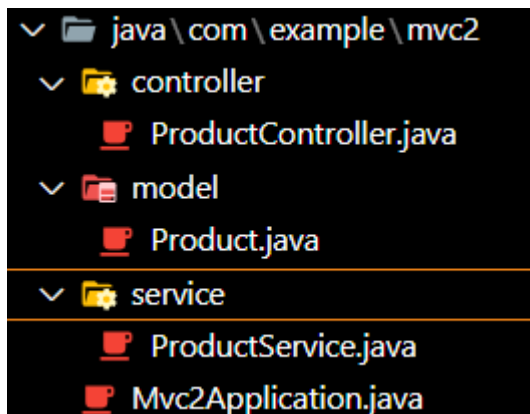 java\com\example\mvc2
controller
ProductController.java
model
Product.java
service
ProductService.java
Mvc2Application.java